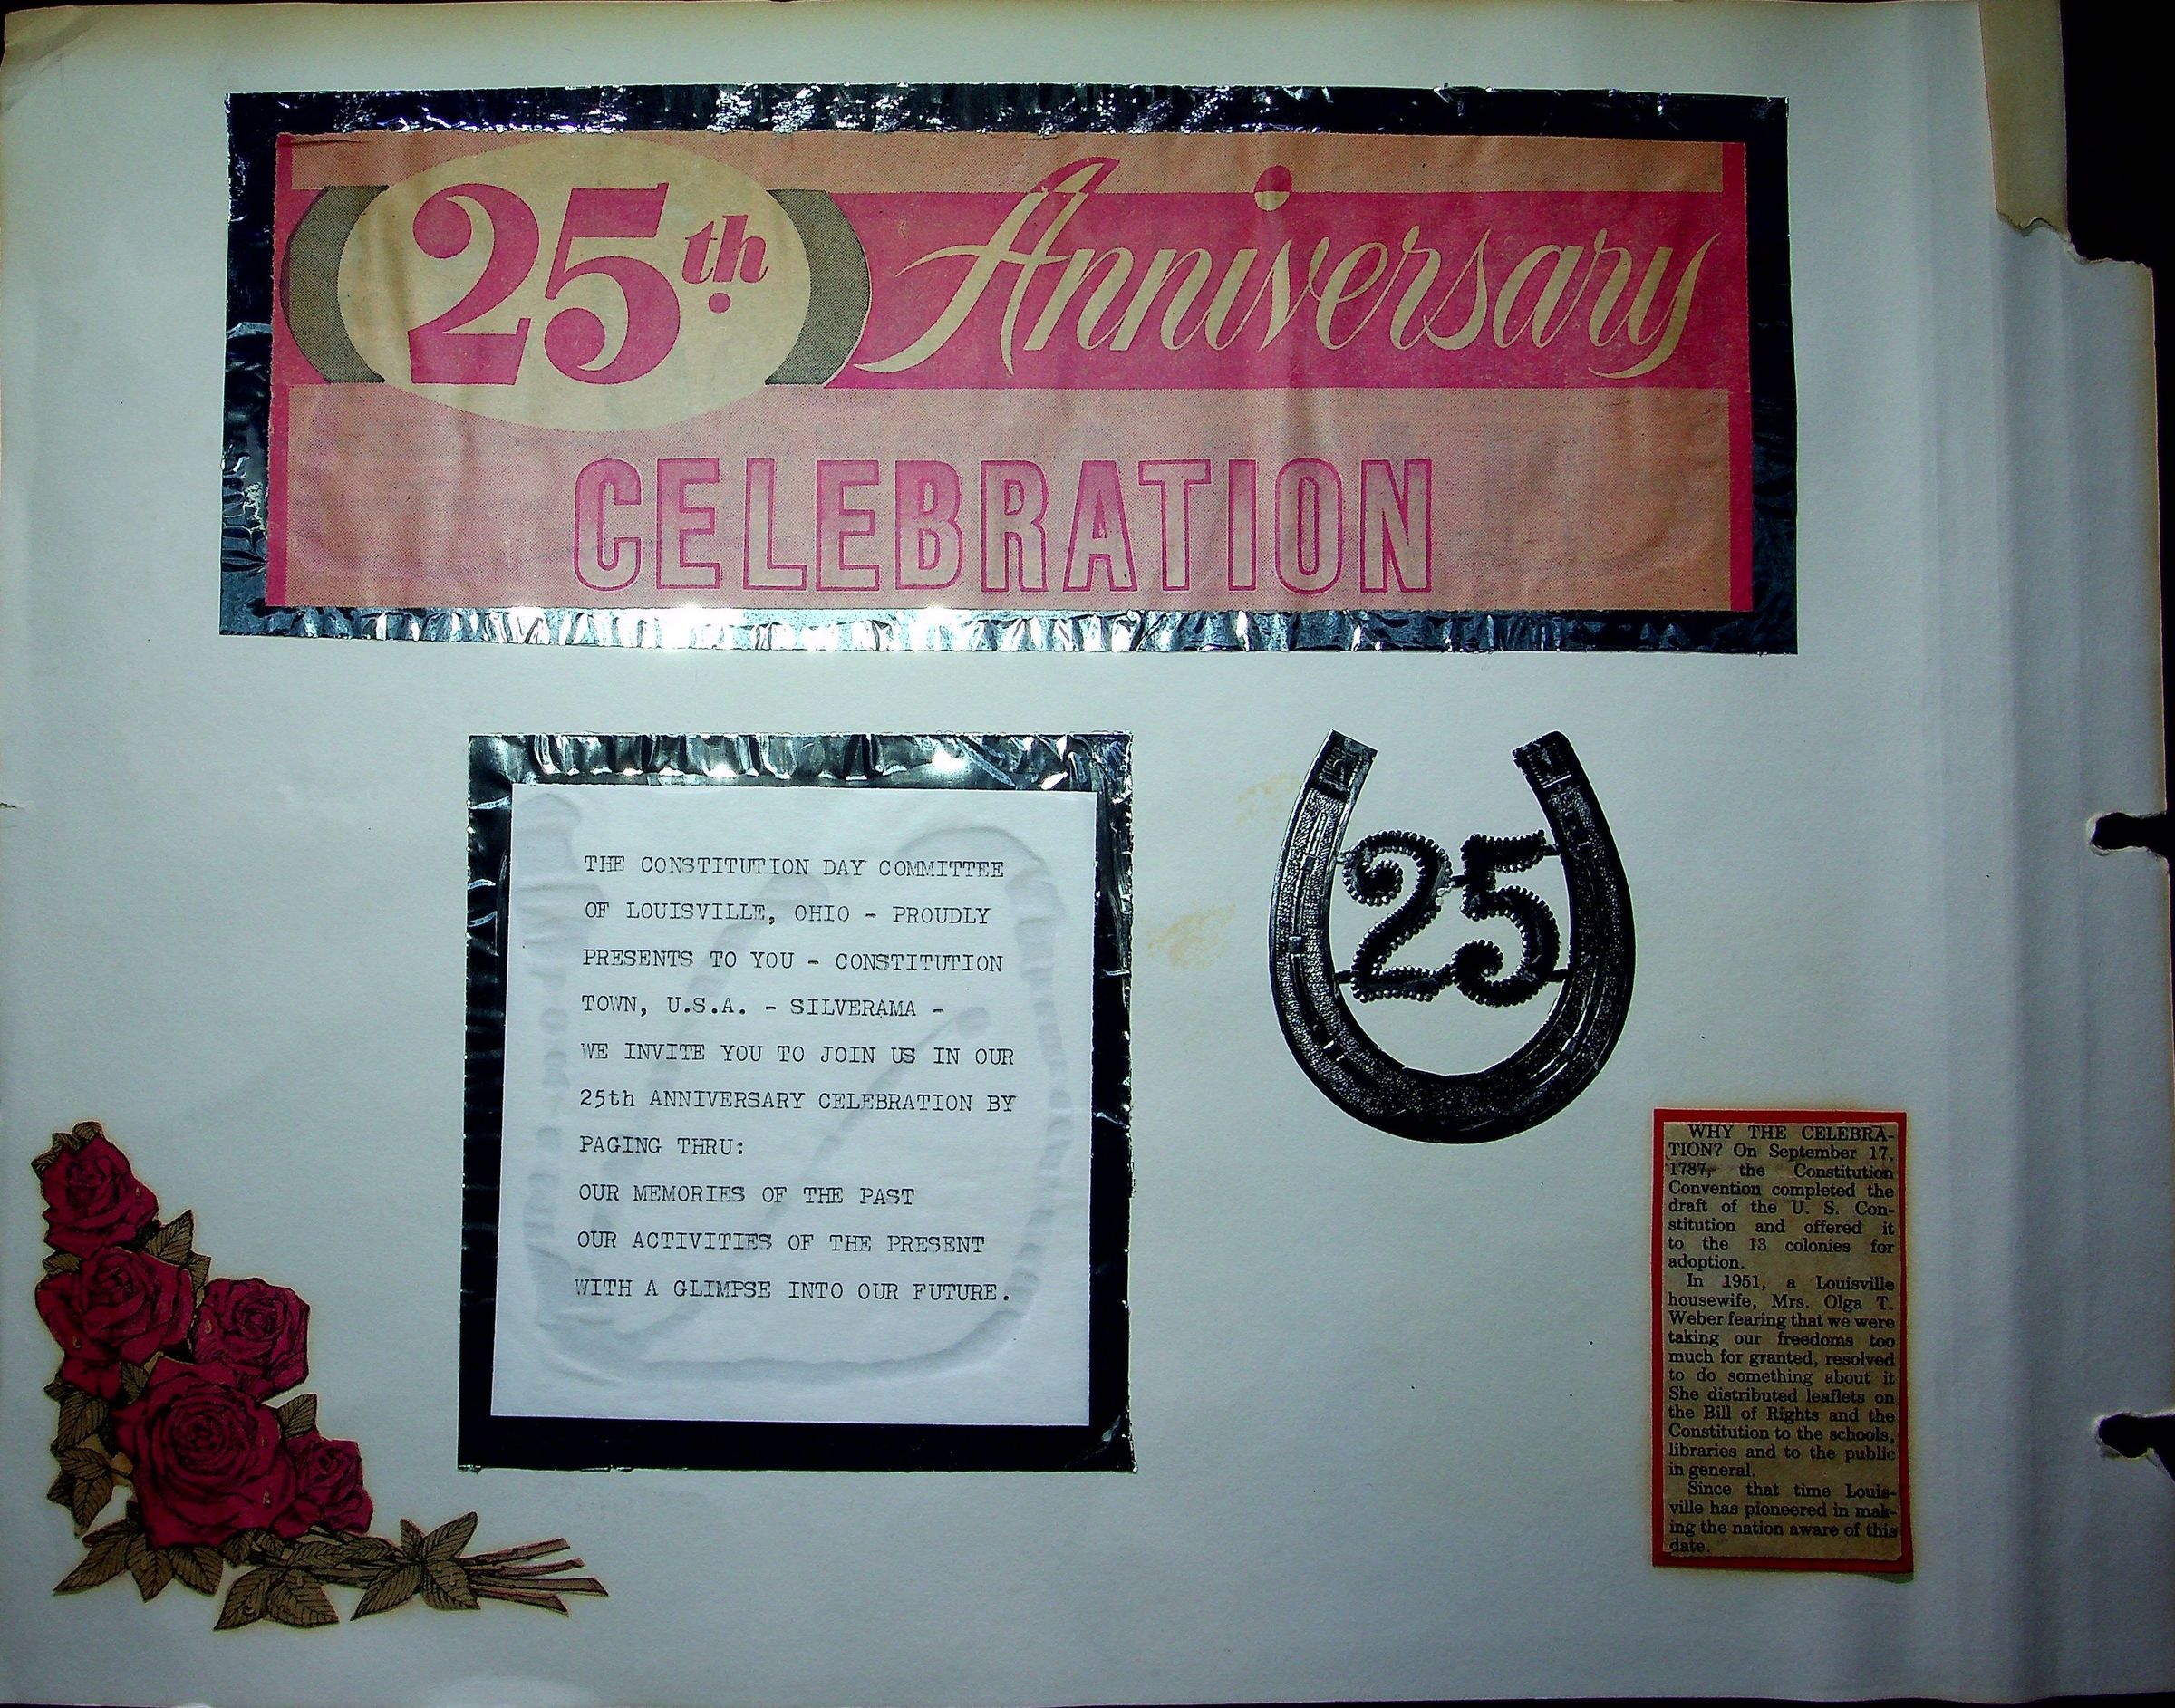 25th Anniversary
CELEBRATION
THE CONSTITUTION DAY COMMITTEE
OF LOUISVILLE, OHIO - PROUDLY
PRESENTS TO YOU - CONSTITUTION
TOWN, U.S.A. - SILVERAMA -
WE INVITE YOU TO JOIN US IN OUR
25th ANNIVERSARY CELEBRATION BY
PAGING THRU:
OUR MEMORIES OF THE PAST
OUR ACTIVITIES OF THE PRESENT
WITH A GLIMPSE INTO OUR FUTURE.
25
WHY THE CELEBRA-
TION? On September 17,
1787, the Constitution
Convention completed the
draft of the U. S. Con-
stitution and offered it
to the 13 colonies for
adoption.
In 1951, a Louisville
housewife, Mrs. Olga T.
Weber fearing that we were
taking our freedoms too
much for granted, resolved
to do something about it
She distributed leaflets on
the Bill of Rights and the
Constitution to the schools,
libraries and to the public
in general.
Since that time Louis-
ville has pioneered in mak-
ing the nation aware of this
date.